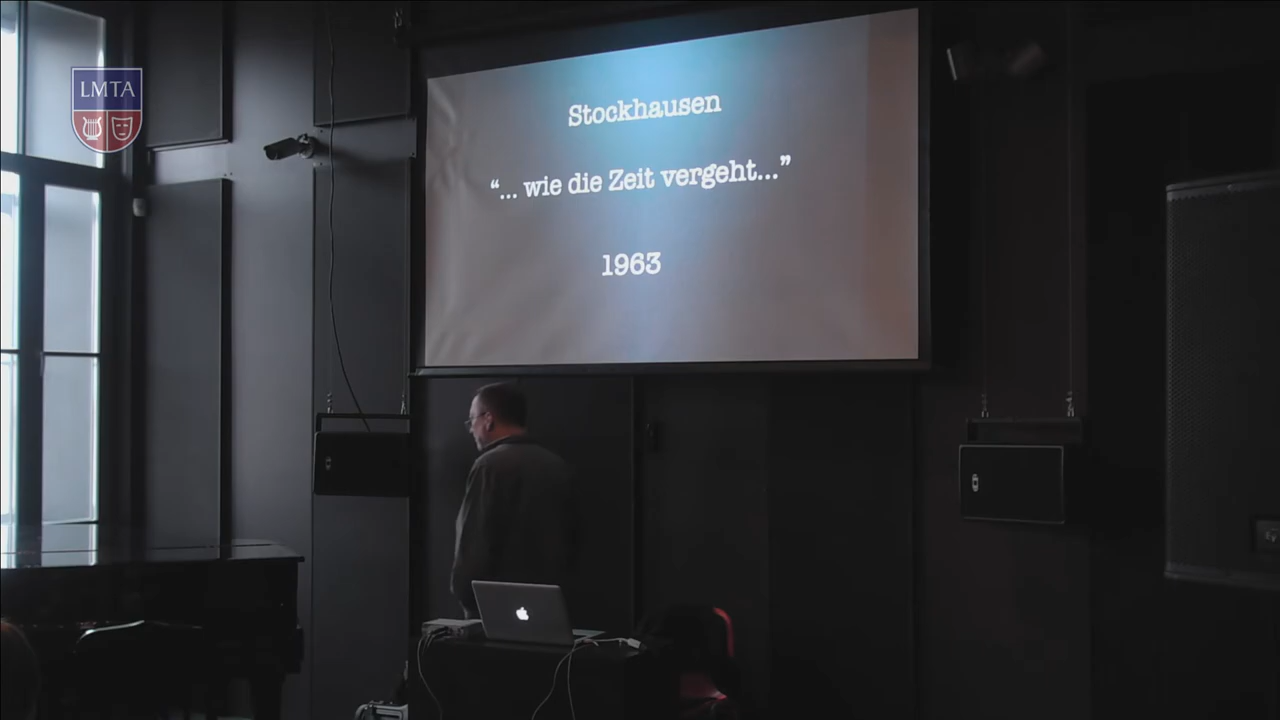 LMTA
Stockhausen
“... wie die Zeit vergeht...”
1963